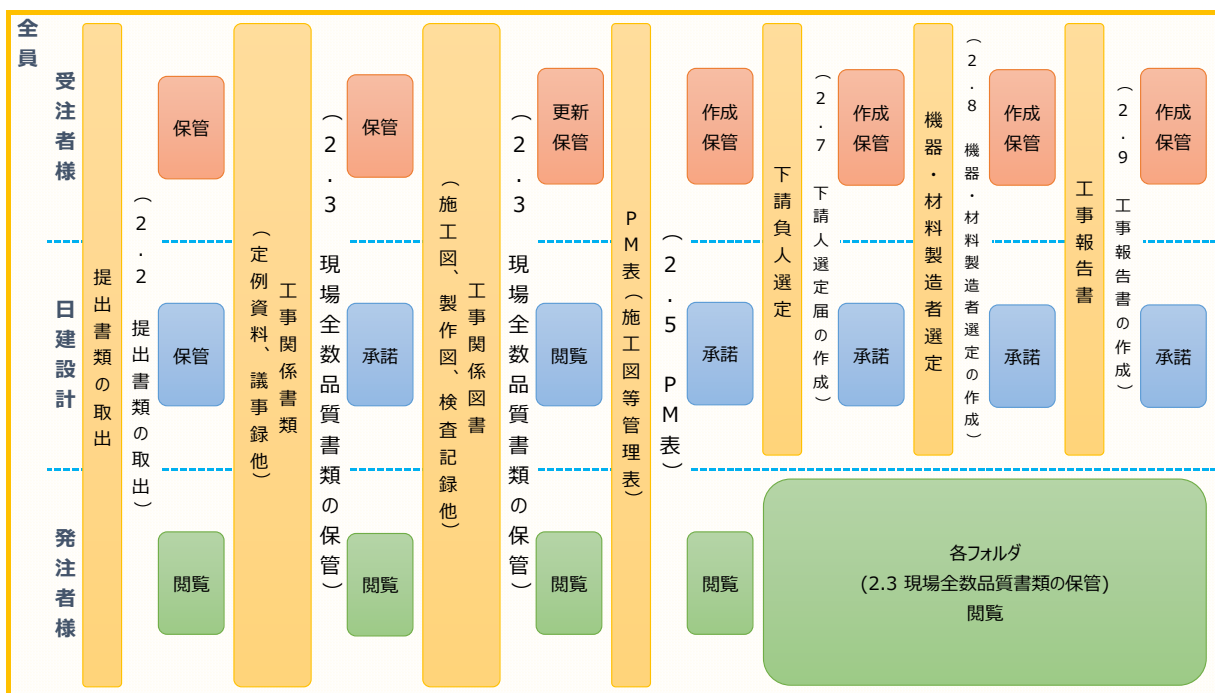 全員
受注者様
日建設計
発注者様
提出書類の取出
(2.2 提出書類の取出)
保管
保管
閲覧
工事関係書類
(定例資料、議事録他)
(2.3 現場全数品質書類の保管)
保管
承諾
閲覧
工事関係図書
(施工図、製作図、検査記録他)
(2.3 現場全数品質書類の保管)
更新
保管
閲覧
閲覧
PM表(施工図等管理表)
(2.5 PM表)
作成
保管
承諾
閲覧
下請負人選定
(2.7 下請人選定届の作成)
作成
保管
承諾
機器・材料製造者選定
(2.8 機器・材料製造者選定の作成)
作成
保管
承諾
工事報告書
(2.9 工事報告書の作成)
作成
保管
承諾
各フォルダ
(2.3 現場全数品質書類の保管)
閲覧